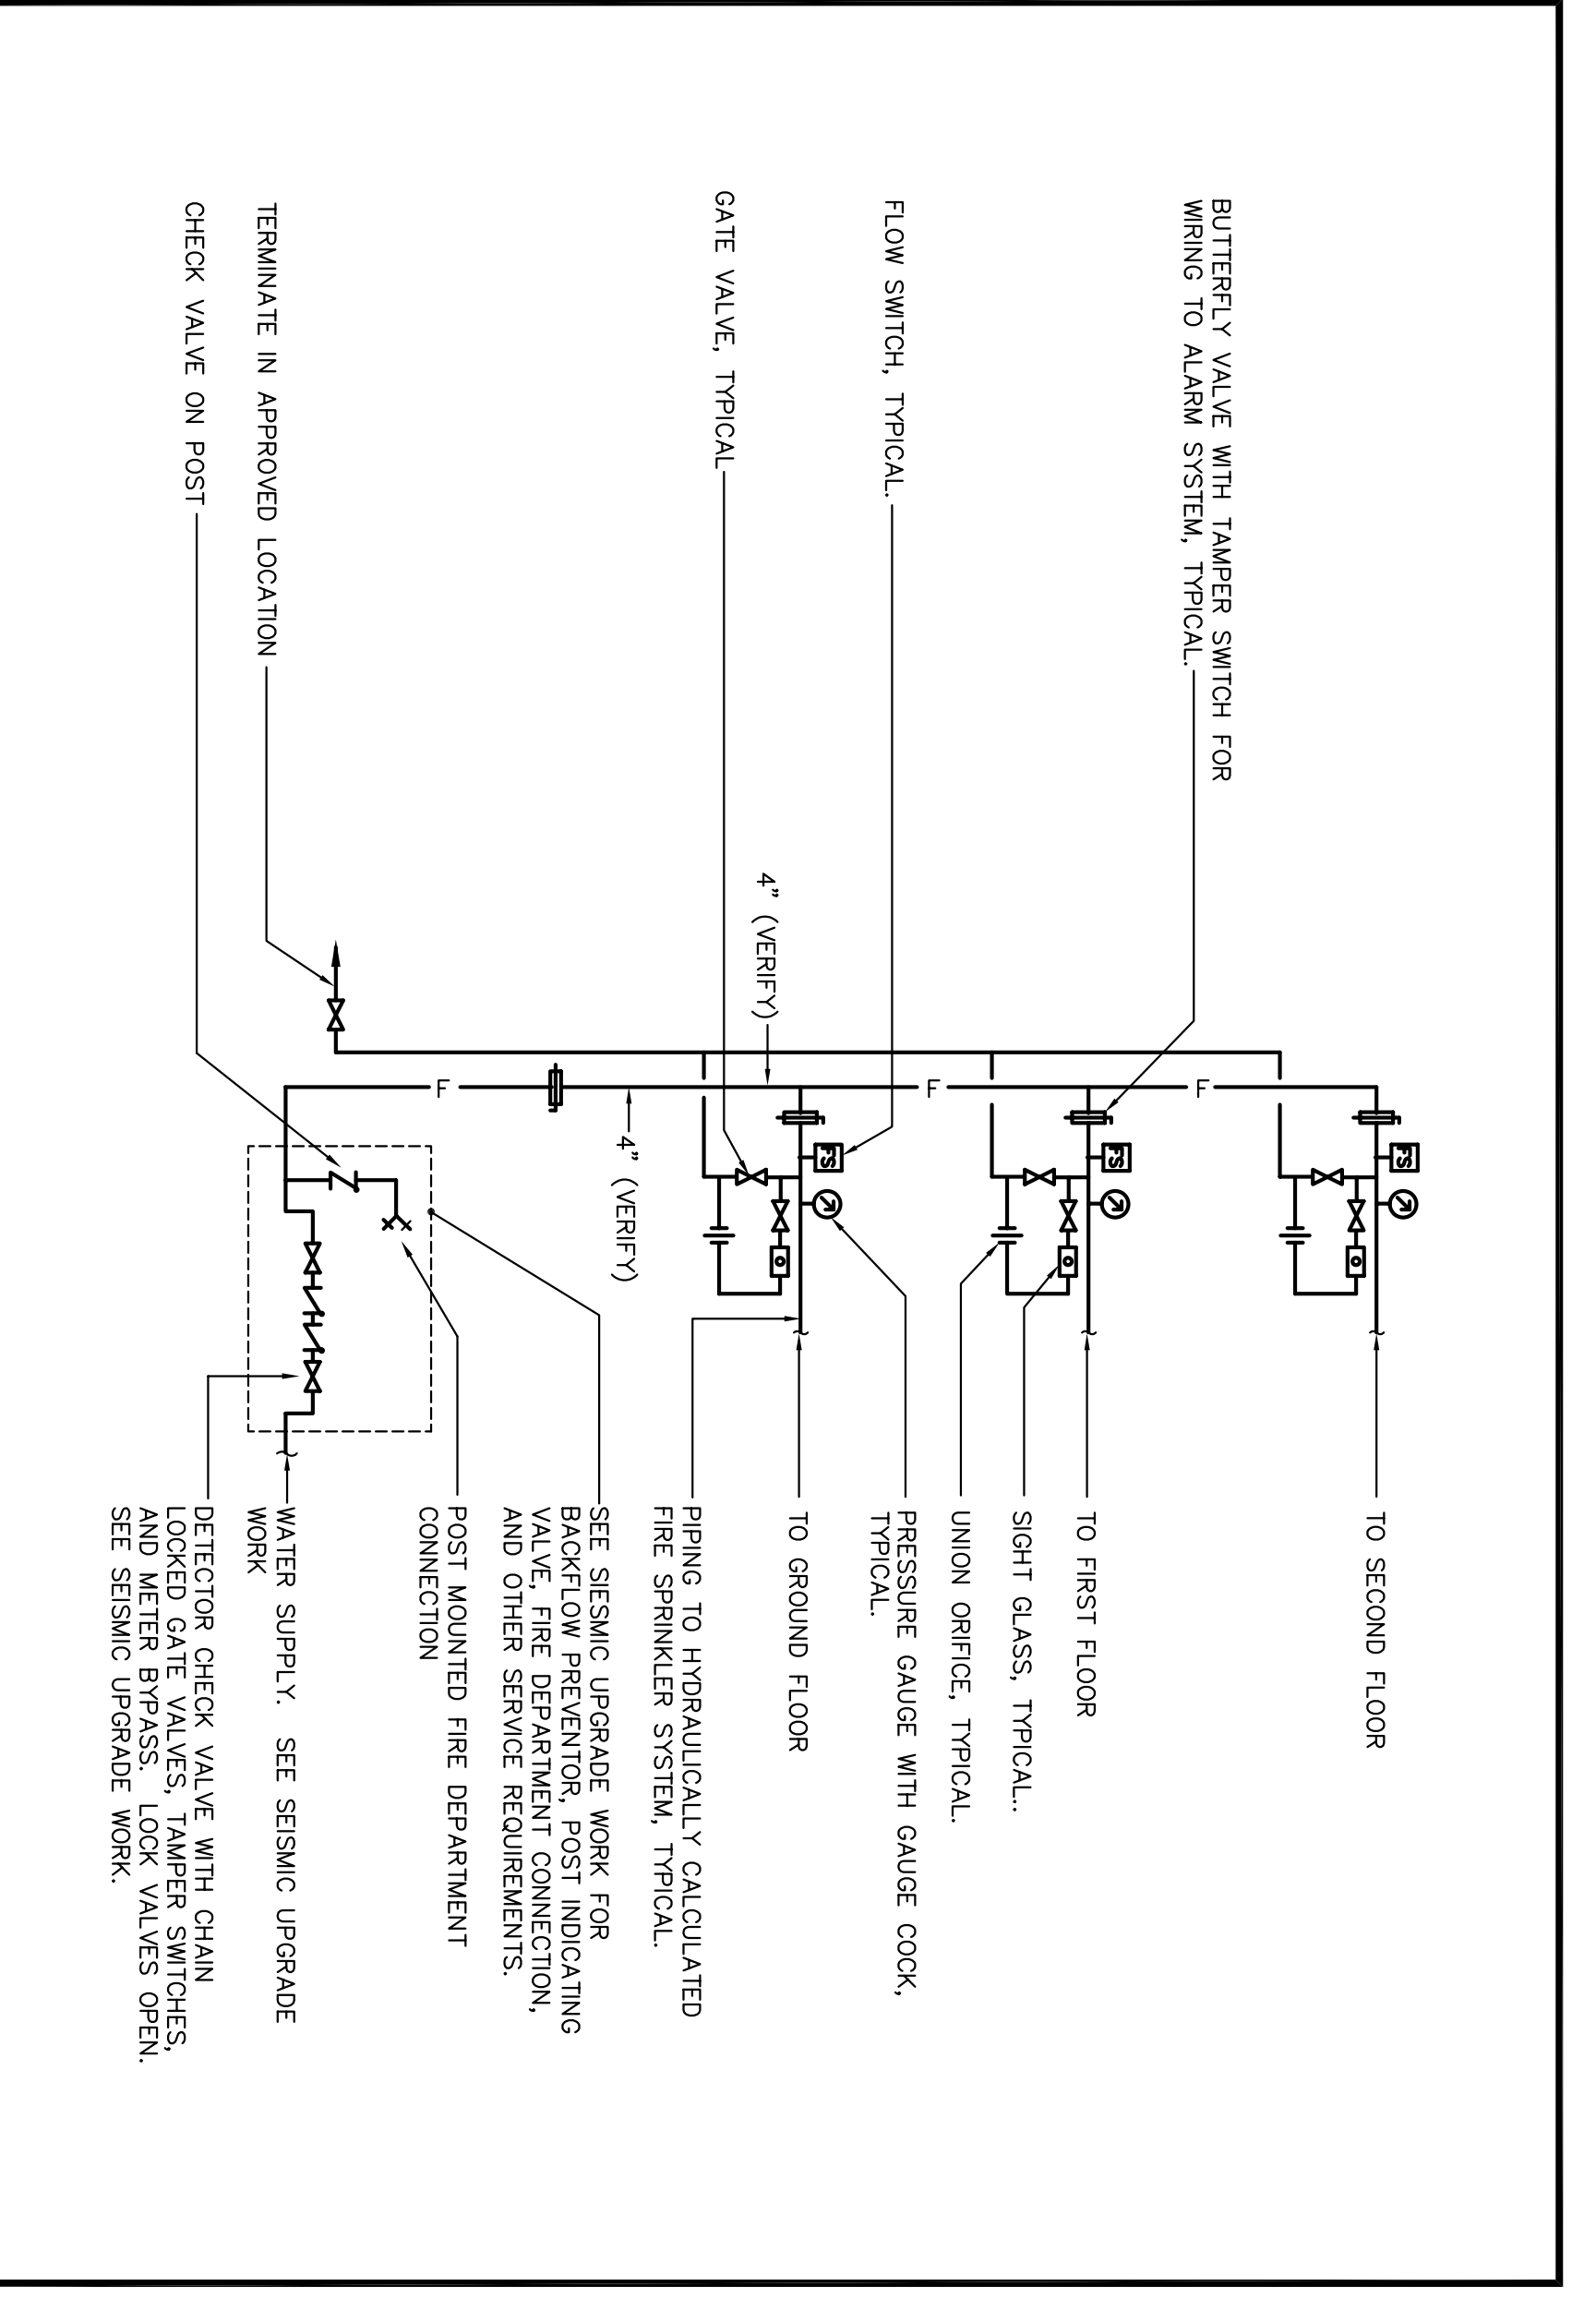 BUTTERFLY VALVE WITH TAMPER SWITCH FOR
WIRING TO ALARM SYSTEM, TYPICAL.
FLOW SWITCH, TYPICAL.
GATE VALVE, TYPICAL
TERMINATE IN APPROVED LOCATION
CHECK VALVE ON POST
4" (VERIFY)
4" (VERIFY)
F
F
F
FS
FS
FS
TO SECOND FLOOR
TO FIRST FLOOR
SIGHT GLASS, TYPICAL..
UNION ORIFICE, TYPICAL.
PRESSURE GAUGE WITH GAUGE COCK,
TYPICAL.
TO GROUND FLOOR
PIPING TO HYDRAULICALLY CALCULATED
FIRE SPRINKLER SYSTEM, TYPICAL.
SEE SIESMIC UPGRADE WORK FOR
BACKFLOW PREVENTOR, POST INDICATING
VALVE, FIRE DEPARTMENT CONNECTION,
AND OTHER SERVICE REQUIREMENTS.
POST MOUNTED FIRE DEPARTMENT
CONNECTION
WATER SUPPLY. SEE SEISMIC UPGRADE
WORK
DETECTOR CHECK VALVE WITH CHAIN
LOCKED GATE VALVES, TAMPER SWITCHES,
AND METER BYPASS. LOCK VALVES OPEN.
SEE SEISMIC UPGRADE WORK.